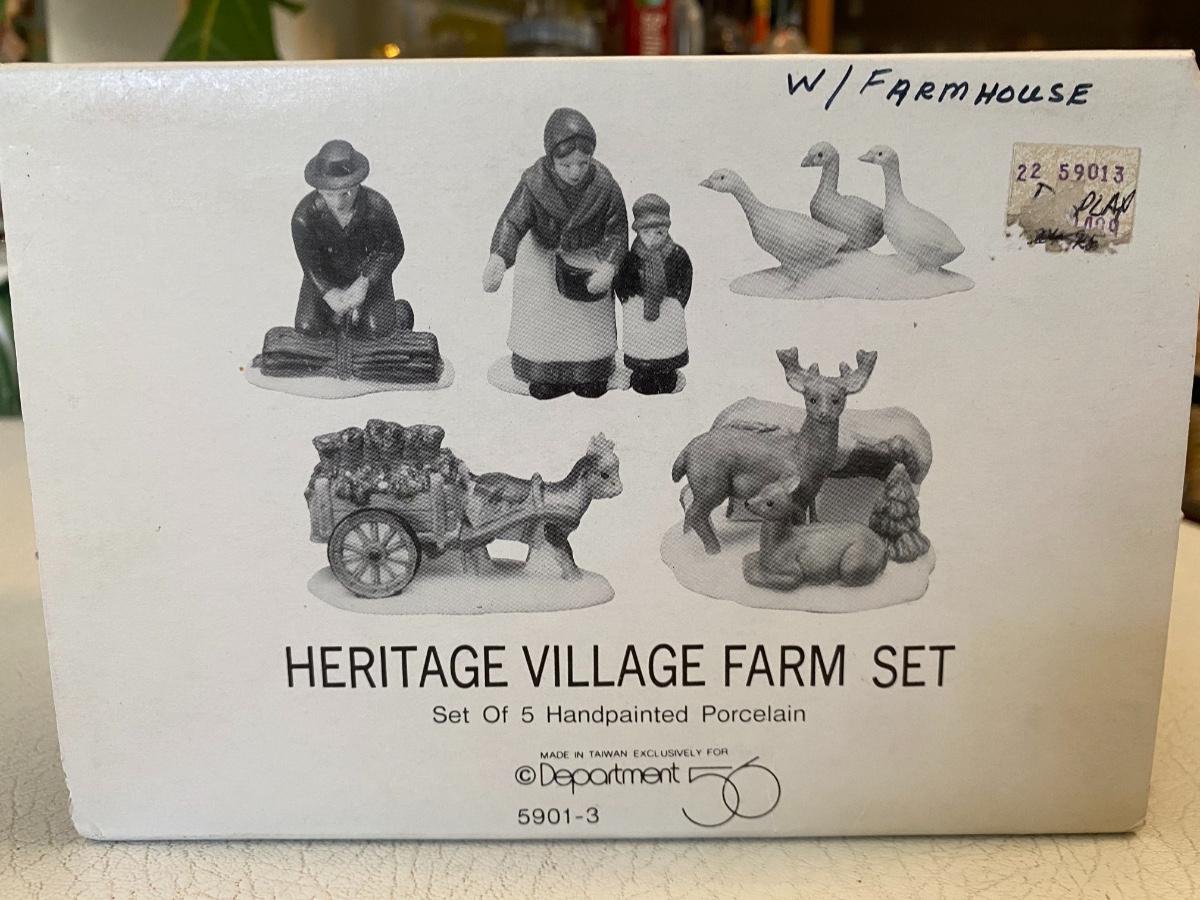 W/ FARMHOUSE
22 59013
HERITAGE VILLAGE FARM SET
Set Of 5 Handpainted Porcelain
MADE IN TAIWAN EXCLUSIVELY FOR
© Department 56
5901-3